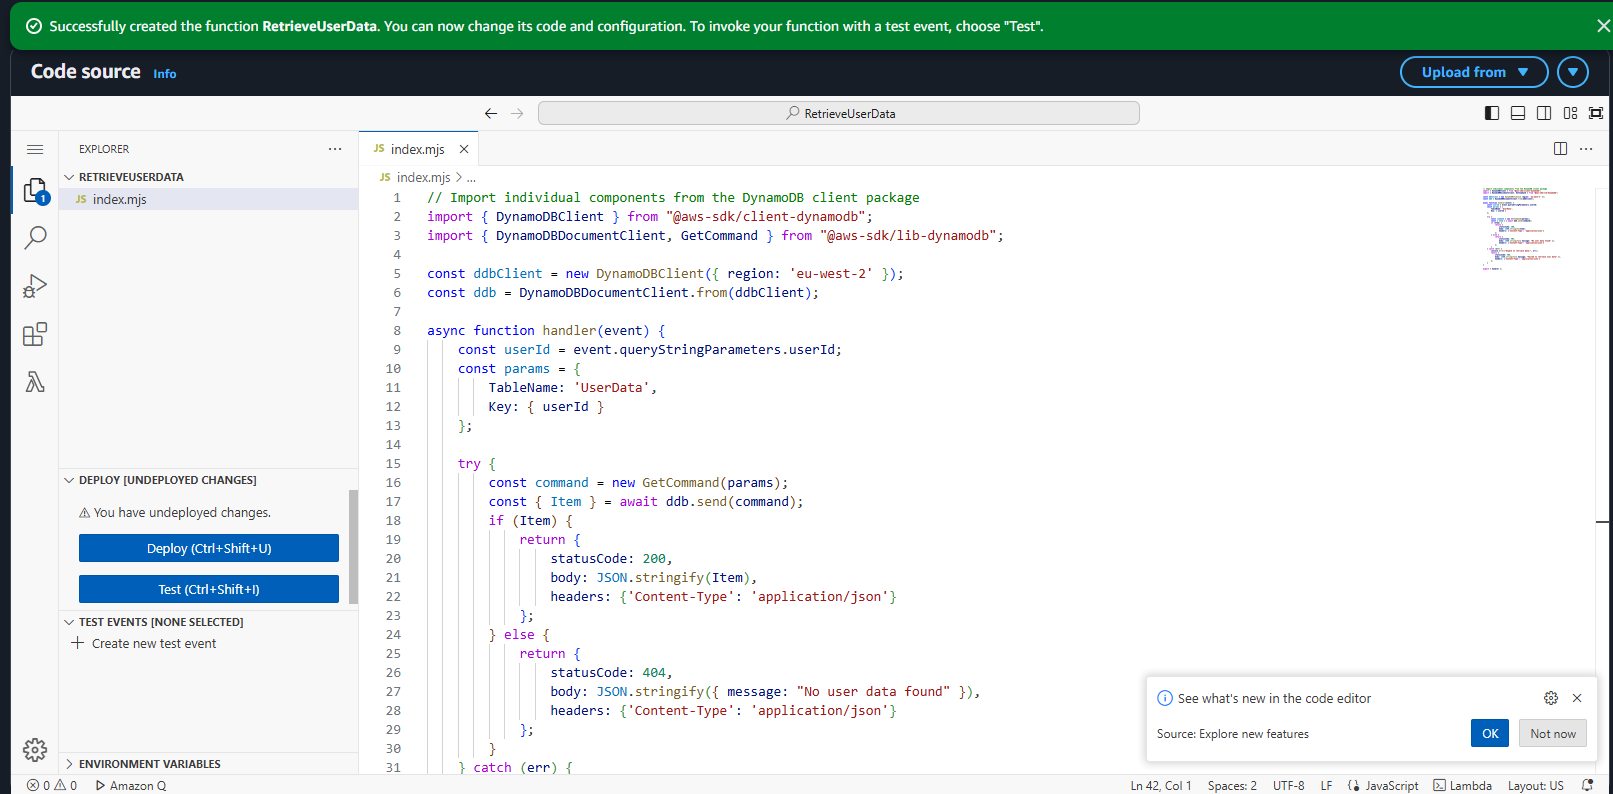 Successfully created the function RetrieveUserData. You can now change its code and configuration. To invoke your function with a test event, choose "Test".
Code source Info
Upload from
RetrieveUserData
EXPLORER
RETRIEVEUSERDATA
JS index.mjs
1
DEPLOY [UNDEPLOYED CHANGES]
You have undeployed changes.
Deploy (Ctrl+Shift+U)
Test (Ctrl+Shift+I)
TEST EVENTS [NONE SELECTED]
Create new test event
ENVIRONMENT VARIABLES
JS index.mjs
JS index.mjs > ...
1 // Import individual components from the DynamoDB client package
2 import { DynamoDBClient } from "@aws-sdk/client-dynamodb";
3 import { DynamoDBDocumentClient, GetCommand } from "@aws-sdk/lib-dynamodb";
4
5 const ddbClient = new DynamoDBClient({ region: 'eu-west-2' });
6 const ddb = DynamoDBDocumentClient.from(ddbClient);
7
8 async function handler(event) {
9     const userId = event.queryStringParameters.userId;
10     const params = {
11         TableName: 'UserData',
12         Key: { userId }
13     };
14
15     try {
16         const command = new GetCommand(params);
17         const { Item } = await ddb.send(command);
18         if (Item) {
19             return {
20                 statusCode: 200,
21                 body: JSON.stringify(Item),
22                 headers: {'Content-Type': 'application/json'}
23             };
24         } else {
25             return {
26                 statusCode: 404,
27                 body: JSON.stringify({ message: "No user data found" }),
28                 headers: {'Content-Type': 'application/json'}
29             };
30         }
31     } catch (err) {
See what's new in the code editor
Source: Explore new features
OK
Not now
0 0 Amazon Q
Ln 42, Col 1 Spaces: 2 UTF-8 LF JavaScript Lambda Layout: US